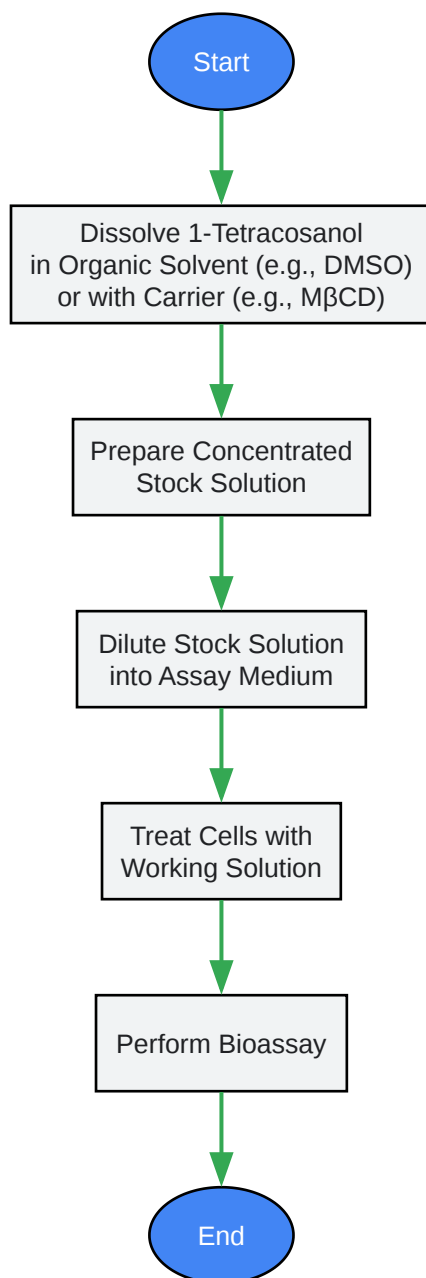 Start
Dissolve 1-Tetracosanol
in Organic Solvent (e.g., DMSO)
or with Carrier (e.g., MβCD)
Prepare Concentrated
Stock Solution
Dilute Stock Solution
into Assay Medium
Treat Cells with
Working Solution
Perform Bioassay
End